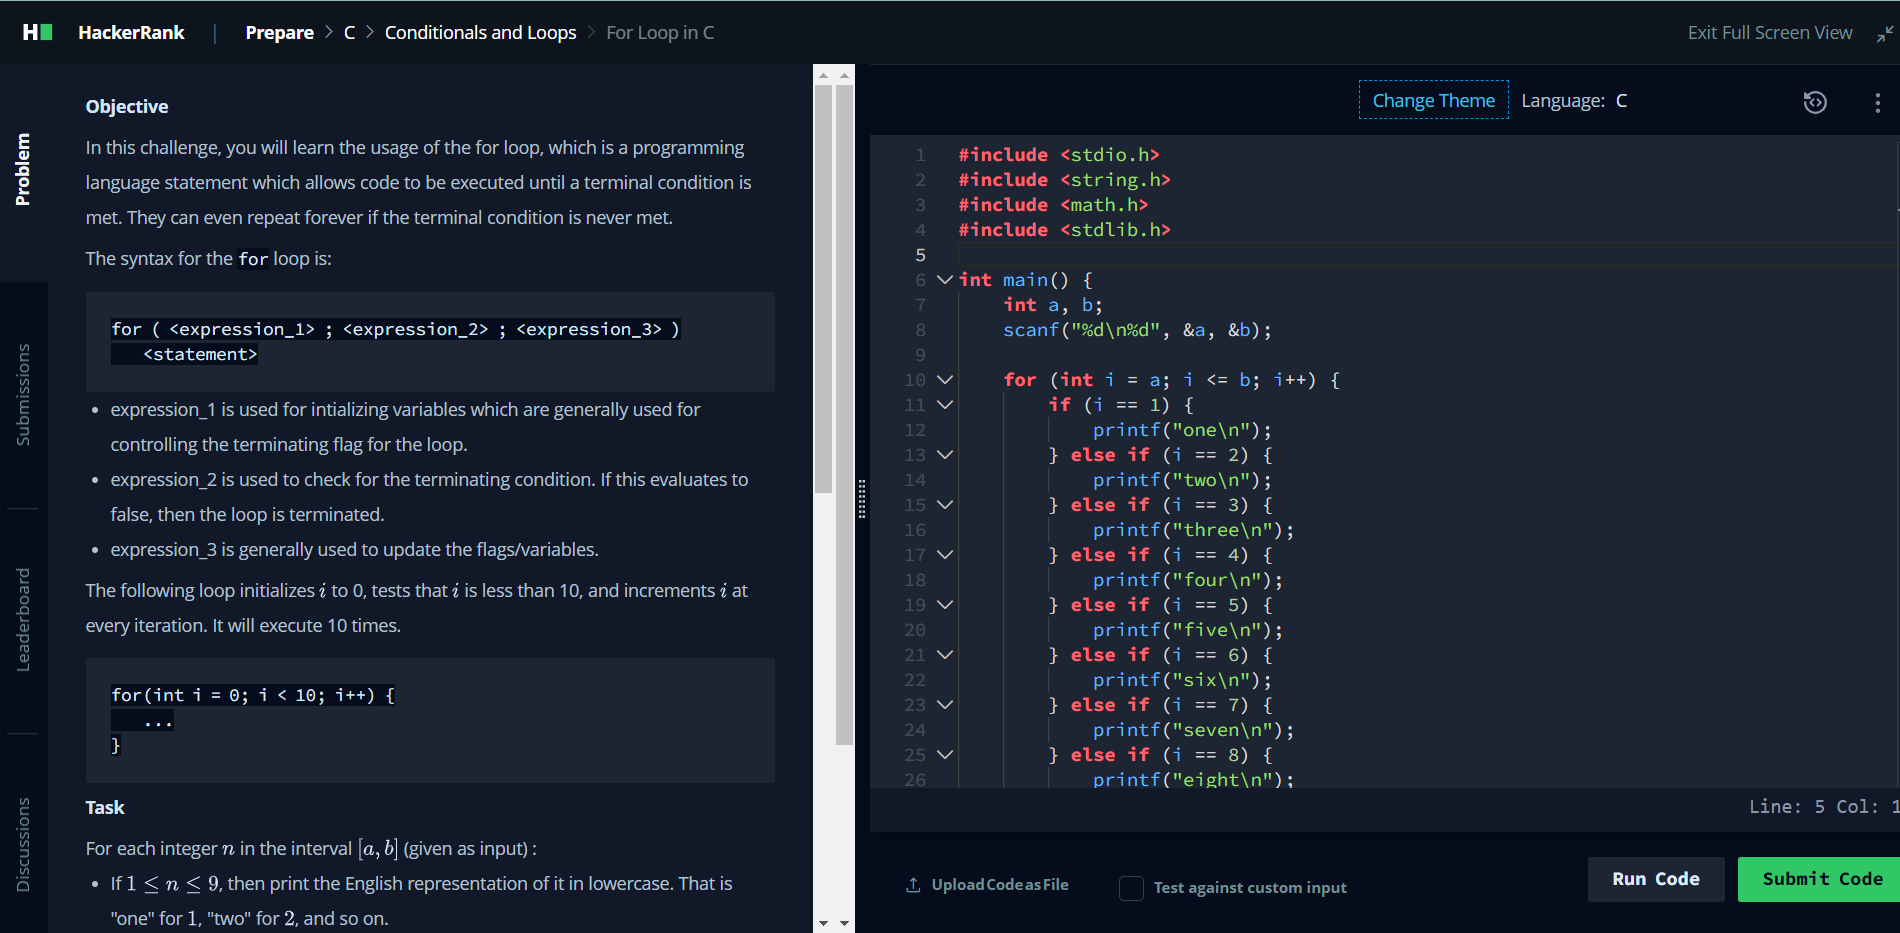 HackerRank | Prepare > C > Conditionals and Loops > For Loop in C
Exit Full Screen View
Problem
Submissions
Leaderboard
Discussions
Objective
In this challenge, you will learn the usage of the for loop, which is a programming
language statement which allows code to be executed until a terminal condition is
met. They can even repeat forever if the terminal condition is never met.
The syntax for the for loop is:
for ( <expression_1> ; <expression_2> ; <expression_3> )
<statement>
• expression_1 is used for intializing variables which are generally used for
controlling the terminating flag for the loop.
• expression_2 is used to check for the terminating condition. If this evaluates to
false, then the loop is terminated.
• expression_3 is generally used to update the flags/variables.
The following loop initializes i to 0, tests that i is less than 10, and increments i at
every iteration. It will execute 10 times.
for(int i = 0; i < 10; i++) {
...
}
Task
For each integer n in the interval [a, b] (given as input) :
• If 1 ≤ n ≤ 9, then print the English representation of it in lowercase. That is
"one" for 1, "two" for 2, and so on.
Change Theme
Language: C
1 #include <stdio.h>
2 #include <string.h>
3 #include <math.h>
4 #include <stdlib.h>
5
6 int main() {
7 int a, b;
8 scanf("%d\n%d", &a, &b);
9
10 for (int i = a; i <= b; i++) {
11 if (i == 1) {
12 printf("one\n");
13 } else if (i == 2) {
14 printf("two\n");
15 } else if (i == 3) {
16 printf("three\n");
17 } else if (i == 4) {
18 printf("four\n");
19 } else if (i == 5) {
20 printf("five\n");
21 } else if (i == 6) {
22 printf("six\n");
23 } else if (i == 7) {
24 printf("seven\n");
25 } else if (i == 8) {
26 printf("eight\n");
Line: 5 Col: 1
Upload Code as File
Test against custom input
Run Code
Submit Code